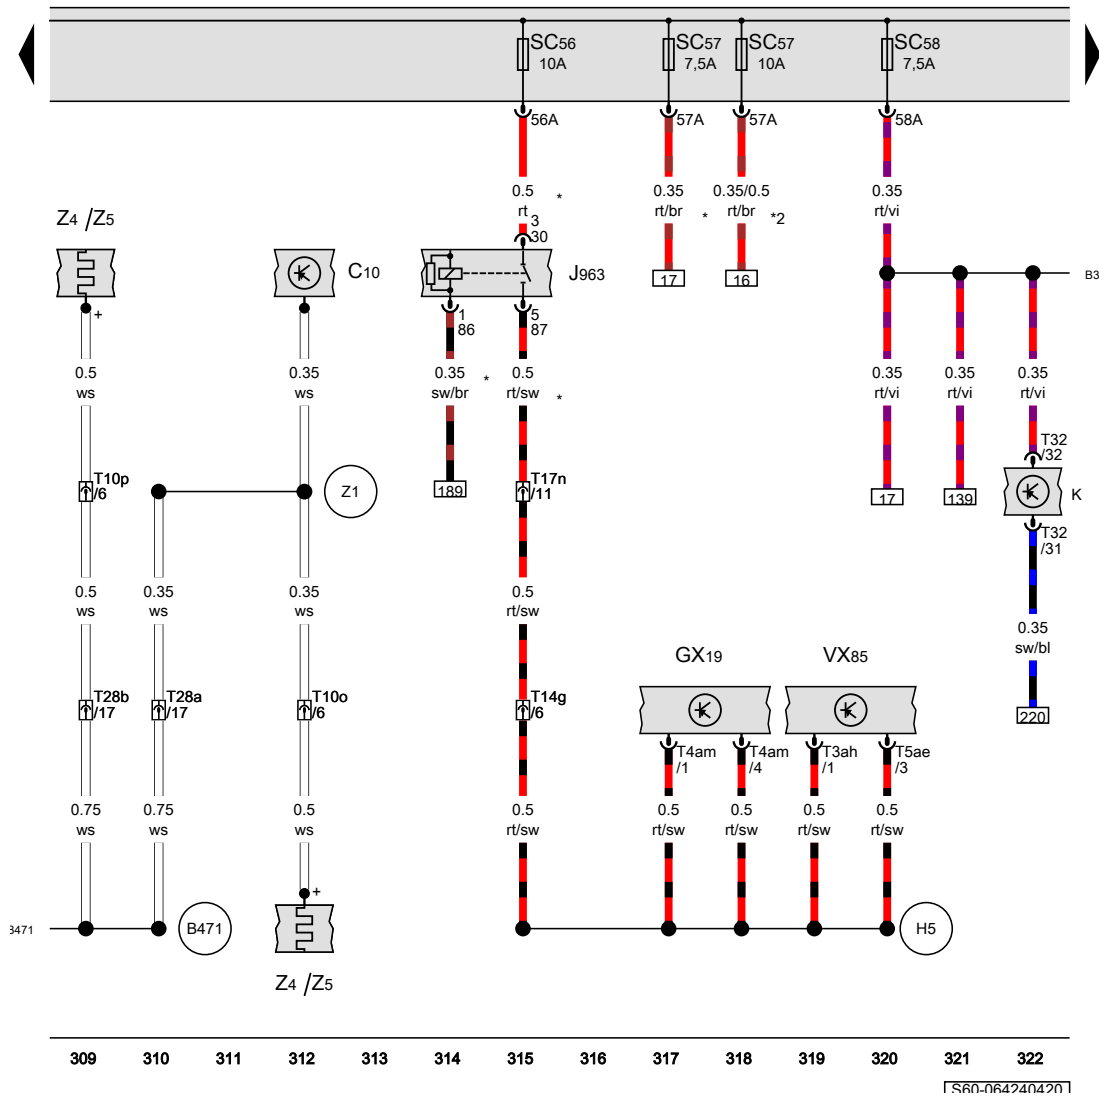 SC56 SC57 SC57 SC58
10A 7,5A 10A 7,5A
56A 57A 57A 58A
0.5 0.35 0.35/0.5 0.35
* rt rt/br * rt/br *2 rt/vi
3
30
Z4 /Z5
C10
J963
17 16
B3
+
1 5
86 87
0.5 0.35 0.35 * 0.5 0.35 0.35 0.35
ws ws sw/br rt/sw * rt/vi rt/vi rt/vi
T32
/32
T10p T17n
/6 /11
Z1
189
17 139
K
T32
/31
0.5 0.35 0.35 0.5
ws ws ws rt/sw
0.35
sw/bl
GX19 VX85
T28b T28a T10o T14g
/17 /17 /6 /6
220
T4am T4am T3ah T5ae
/1 /4 /1 /3
0.75 0.75 0.5 0.5 0.5 0.5 0.5 0.5
ws ws ws rt/sw rt/sw rt/sw rt/sw rt/sw
+
B471
H5
Z4 /Z5
309 310 311 312 313 314 315 316 317 318 319 320 321 322
S60-064240420